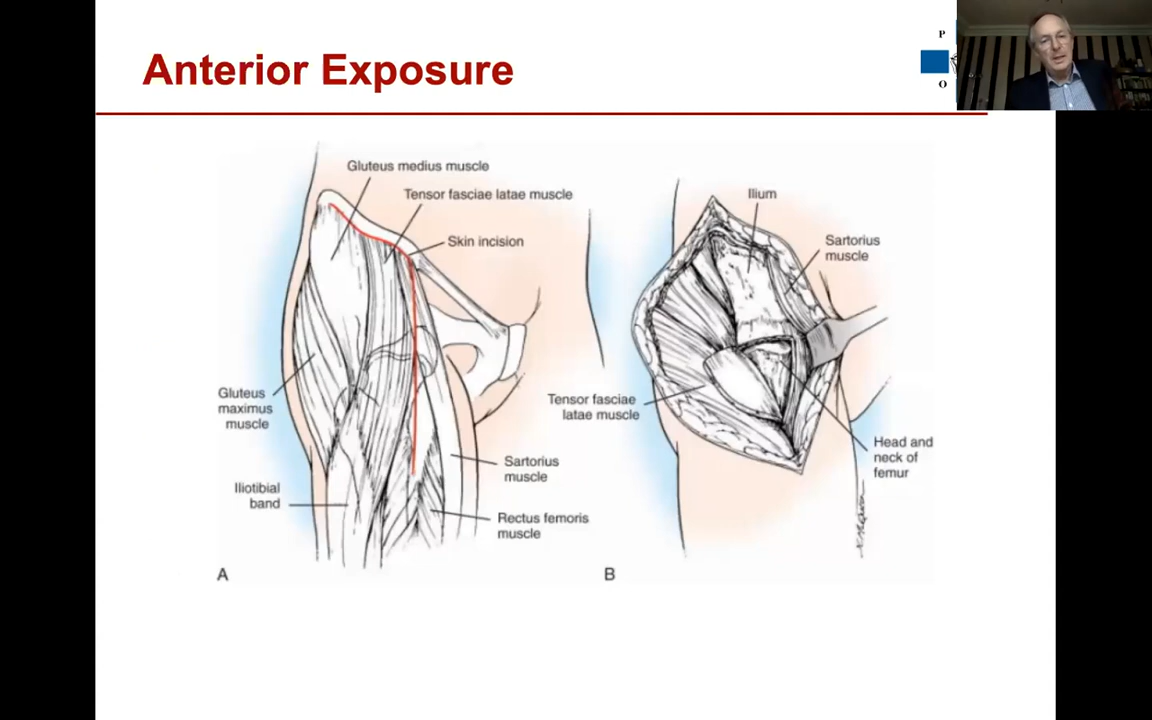 Anterior Exposure
P
O
Gluteus medius muscle
Tensor fasciae latae muscle
Skin incision
Gluteus
maximus
muscle
Iliotibial
band
Sartorius
muscle
Rectus femoris
muscle
A
Ilium
Sartorius
muscle
Tensor fasciae
latae muscle
Head and
neck of
femur
B